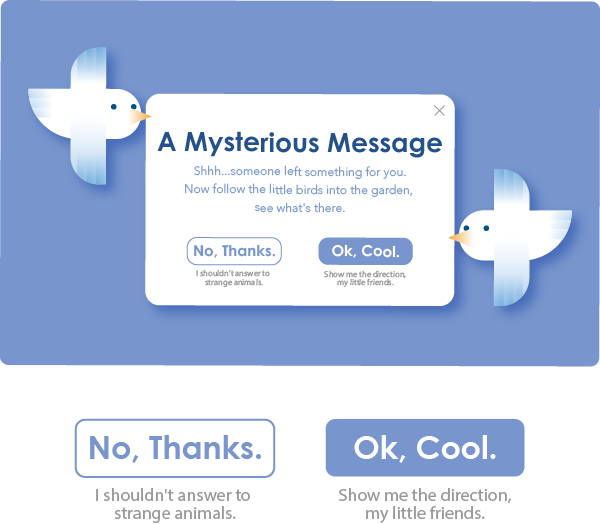 A Mysterious Message
Shhh...someone left something for you.
Now follow the little birds into the garden,
see what's there.
No, Thanks.
I shouldn't answer to
strange animals.
Ok, Cool.
Show me the direction,
my little friends.
No, Thanks.
I shouldn't answer to
strange animals.
Ok, Cool.
Show me the direction,
my little friends.